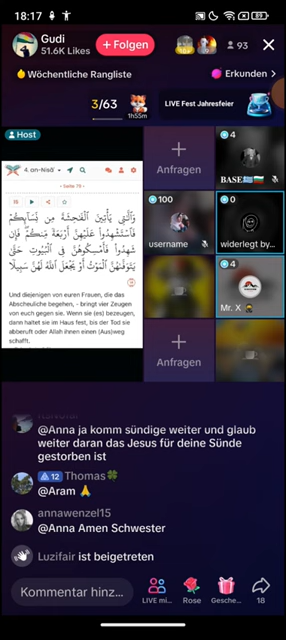 18:17
89
Gudi
51.6K Likes
+ Folgen
93
Wöchentliche Rangliste
Erkunden >
3/63
1h55m
LIVE Fest Jahresfeier
Host
4. an-Nisā'
- Seite 79 -
15
وَٱلَّٰتِي يَأْتِينَ ٱلْفَٰحِشَةَ مِن نِّسَآئِكُمْ
فَٱسْتَشْهِدُوا۟ عَلَيْهِنَّ أَرْبَعَةً مِّنكُمْ فَإِن
شَهِدُوا۟ فَأَمْسِكُوهُنَّ فِى ٱلْبُيُوتِ حَتَّىٰ
يَتَوَفَّىٰهُنَّ ٱلْمَوْتُ أَوْ يَجْعَلَ ٱللَّهُ لَهُنَّ سَبِيلًا
Und diejenigen von euren Frauen, die das
Abscheuliche begehen, - bringt vier Zeugen
von euch gegen sie. Wenn sie (es) bezeugen,
dann haltet sie im Haus fest, bis der Tod sie
abberuft oder Allah ihnen einen (Aus)weg
schafft.
Anfragen
4
BASE
100
username
0
widerlegt by...
4
Mr. X
Anfragen
@Anna ja komm sündige weiter und glaub
weiter daran das Jesus für deine Sünde
gestorben ist
12 Thomas
@Aram
annawenzel15
@Anna Amen Schwester
Luzifair ist beigetreten
Kommentar hinz...
LIVE mi...
Rose
Gesche...
18